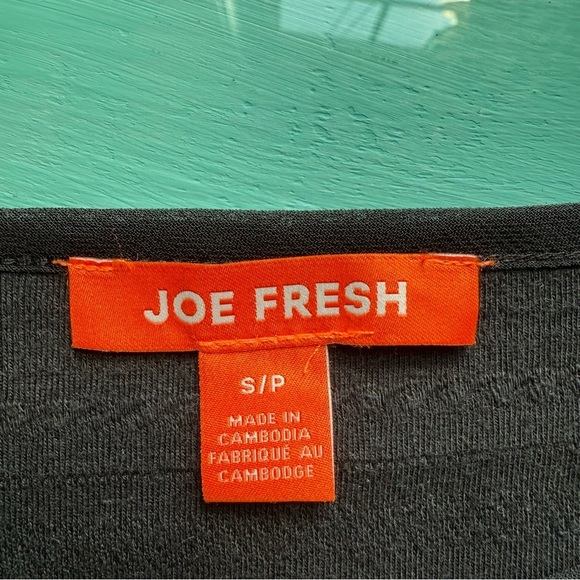 JOE FRESH
S/P
MADE IN
CAMBODIA
FABRIQUÉ AU
CAMBODGE